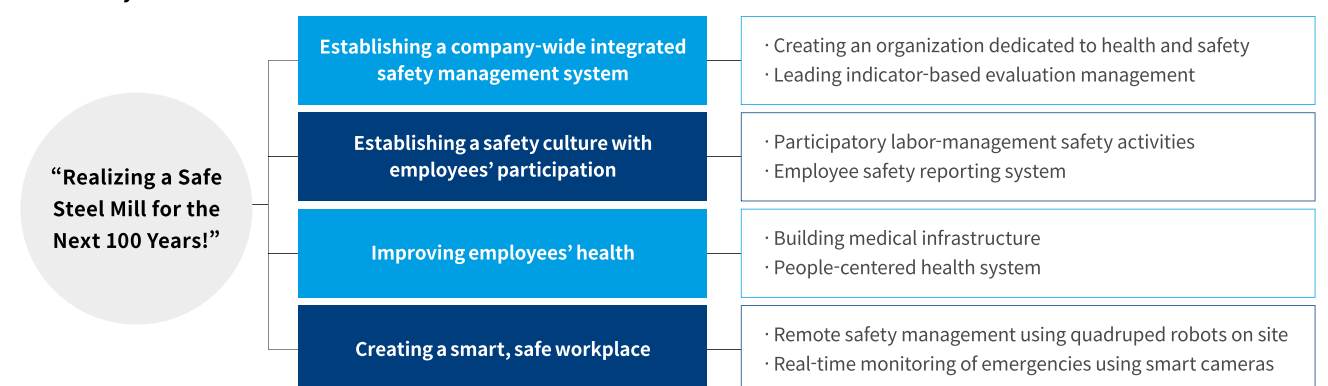 “Realizing a Safe
Steel Mill for the
Next 100 Years!”
Establishing a company-wide integrated
safety management system
· Creating an organization dedicated to health and safety
· Leading indicator-based evaluation management
Establishing a safety culture with
employees’ participation
· Participatory labor-management safety activities
· Employee safety reporting system
Improving employees’ health
· Building medical infrastructure
· People-centered health system
Creating a smart, safe workplace
· Remote safety management using quadruped robots on site
· Real-time monitoring of emergencies using smart cameras